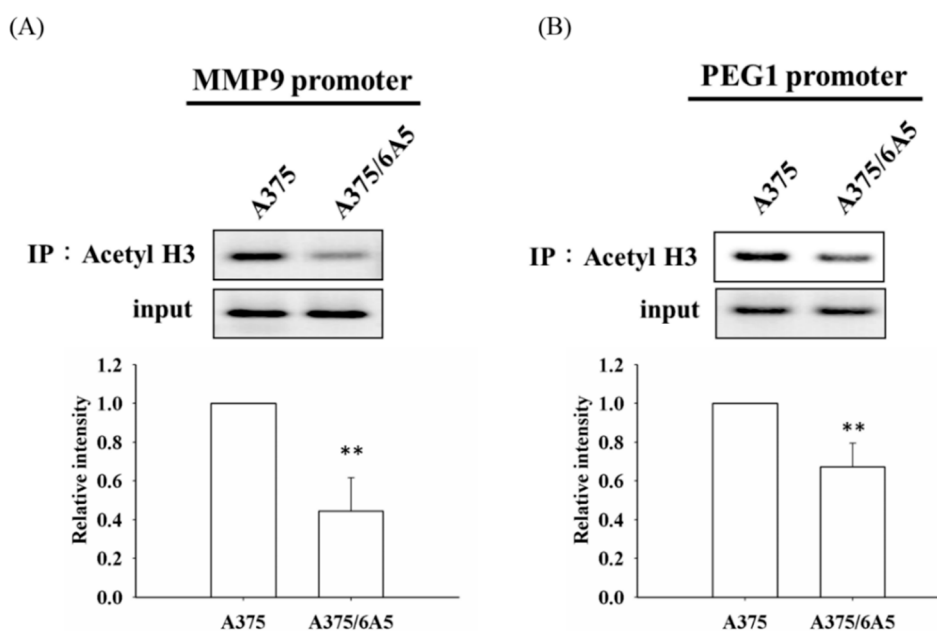 (A)
MMP9 promoter
A375
A375/6A5
IP：Acetyl H3
input
1.2
1.0
0.8
0.6
0.4
0.2
0.0
Relative intensity
**
A375
A375/6A5
(B)
PEG1 promoter
A375
A375/6A5
IP：Acetyl H3
input
1.2
1.0
0.8
0.6
0.4
0.2
0.0
Relative intensity
**
A375
A375/6A5